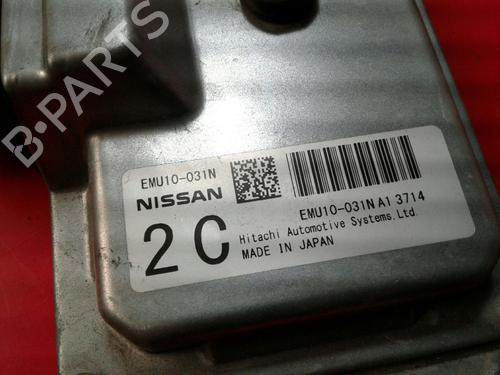 B-PARTS
EMU10-031N
NISSAN
2C
EMU10-031N A1 3714
Hitachi Automotive Systems, Ltd.
MADE IN JAPAN